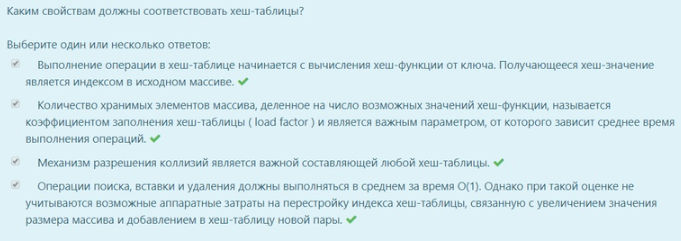 Каким свойствам должны соответствовать хеш-таблицы?
Выберите один или несколько ответов:
Выполнение операции в хеш-таблице начинается с вычисления хеш-функции от ключа. Получающееся хеш-значение
является индексом в исходном массиве.
Количество хранимых элементов массива, деленное на число возможных значений хеш-функции, называется
коэффициентом заполнения хеш-таблицы ( load factor ) и является важным параметром, от которого зависит среднее время
выполнения операций.
Механизм разрешения коллизий является важной составляющей любой хеш-таблицы.
Операции поиска, вставки и удаления должны выполняться в среднем за время O(1). Однако при такой оценке не
учитываются возможные аппаратные затраты на перестройку индекса хеш-таблицы, связанную с увеличением значения
размера массива и добавлением в хеш-таблицу новой пары.